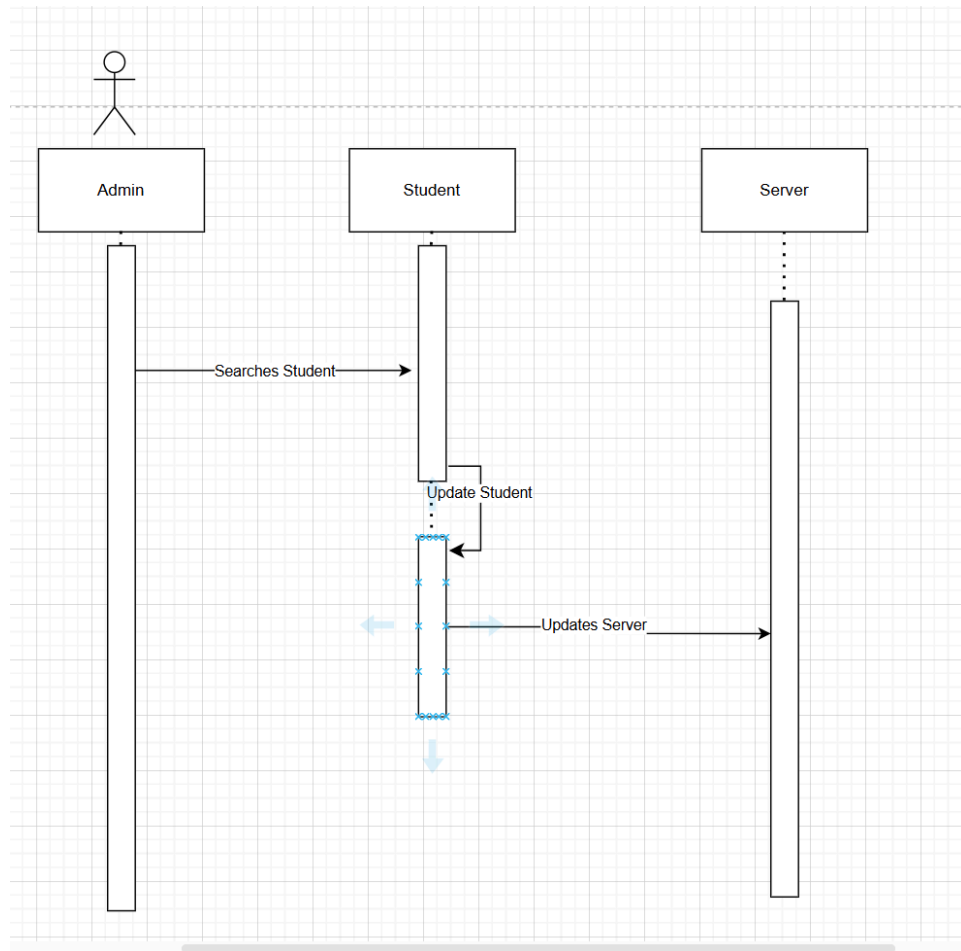 Admin
Student
Server
Searches Student
Update Student
Updates Server